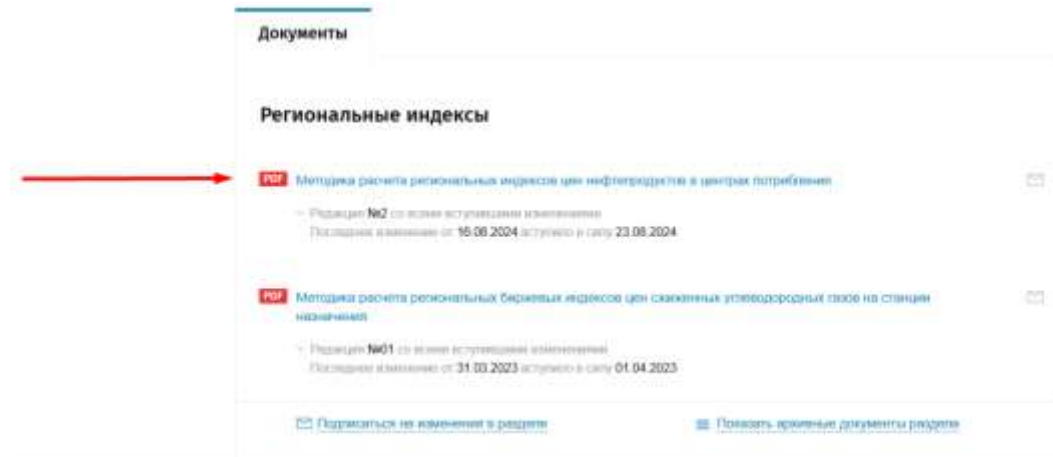 Документы
Региональные индексы
PDF Методика расчета региональных индексов цен нефтепродуктов в центрах потребления
- Редакция №2 со всеми вступившими изменениями
Последнее изменение от 16.08.2024 вступило в силу 23.08.2024
PDF Методика расчета региональных биржевых индексов цен сжиженных углеводородных газов на станции
назначения
- Редакция №01 со всеми вступившими изменениями
Последнее изменение от 31.03.2023 вступило в силу 01.04.2023
Подписаться на изменения в разделе Показать архивные документы раздела